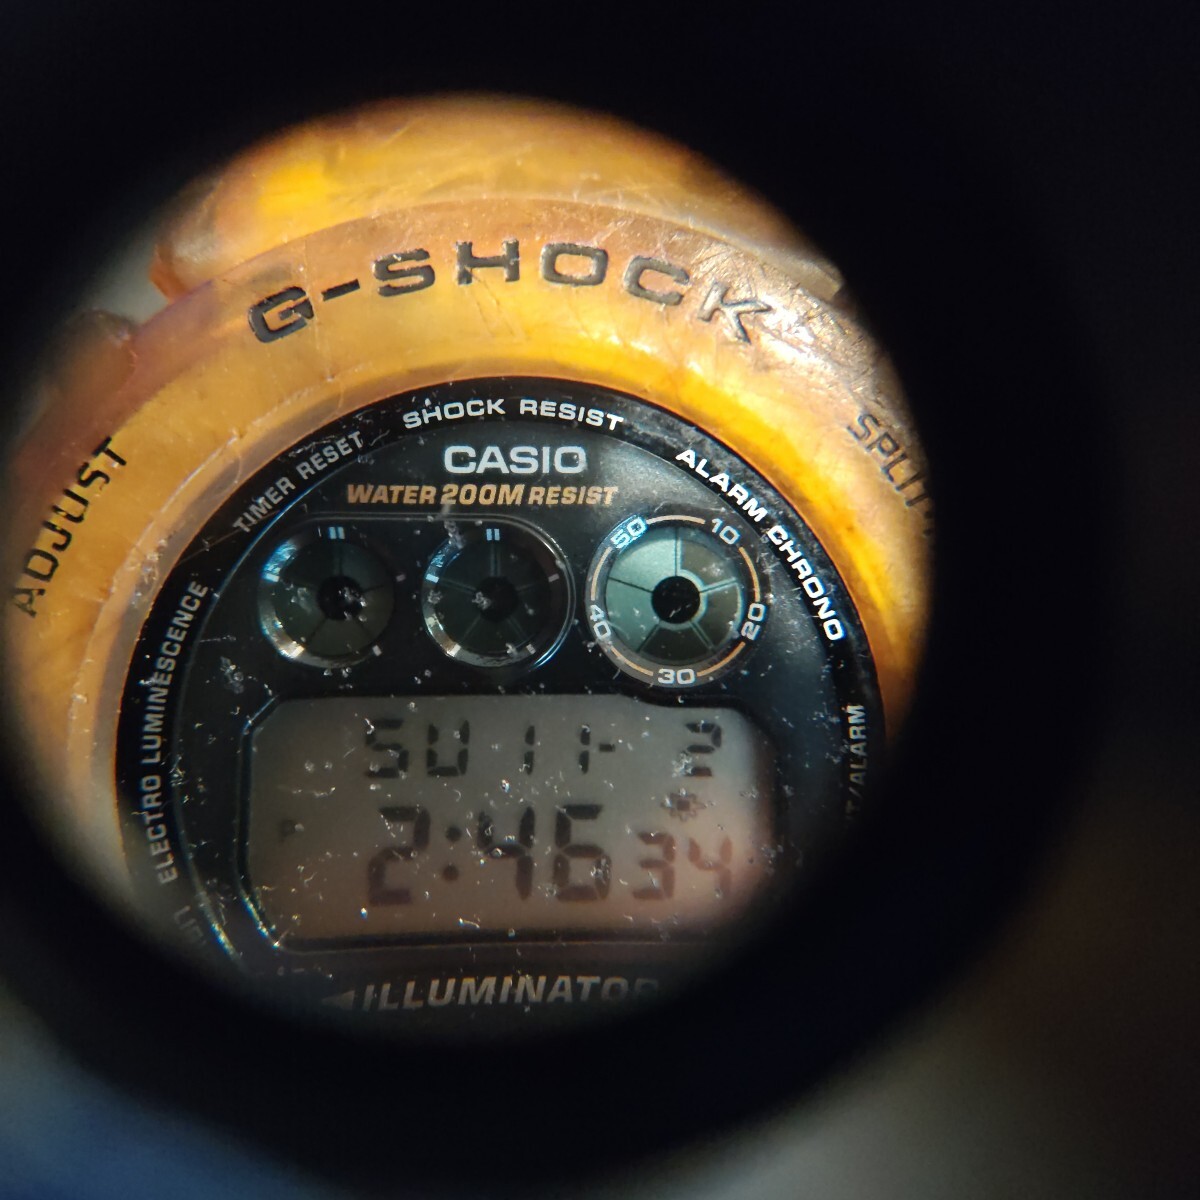 G-SHOCK
ADJUST
SPLIT
SHOCK RESIST
TIMER RESET
ALARM CHRONO
CASIO
WATER 200M RESIST
ELECTRO LUMINESCENCE
50 10
40 20
30
SU 11-2
P 2:46 34
/ALARM
ILLUMINATOR